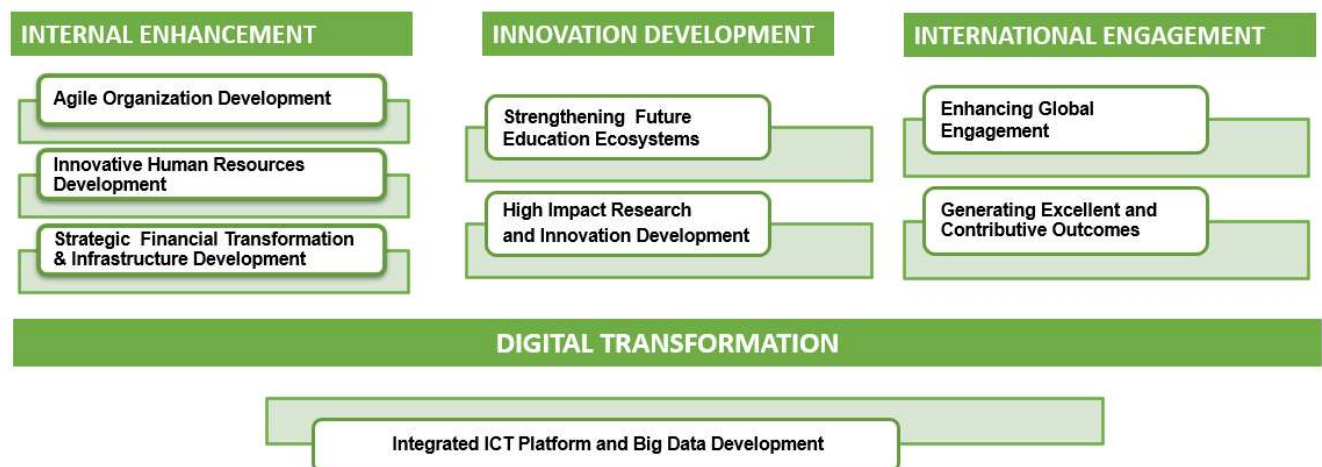 INTERNAL ENHANCEMENT
Agile Organization Development
Innovative Human Resources
Development
Strategic Financial Transformation
& Infrastructure Development
INNOVATION DEVELOPMENT
Strengthening Future
Education Ecosystems
High Impact Research
and Innovation Development
INTERNATIONAL ENGAGEMENT
Enhancing Global
Engagement
Generating Excellent and
Contributive Outcomes
DIGITAL TRANSFORMATION
Integrated ICT Platform and Big Data Development